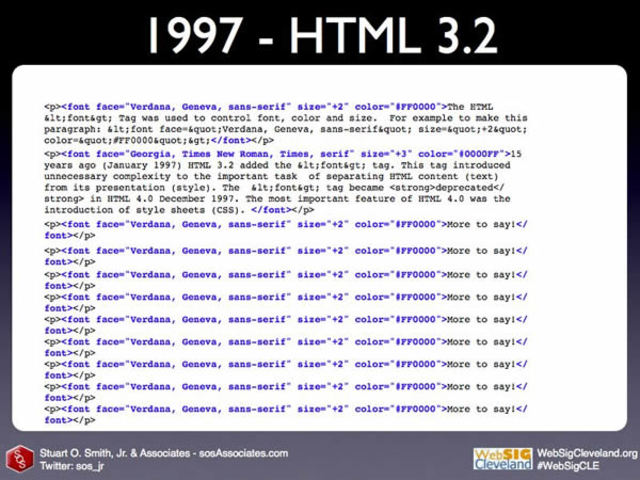 1997 - HTML 3.2
<p><font face="Verdana, Geneva, sans-serif" size="+2" color="#FF0000">The HTML
&lt;font&gt; Tag was used to control font, color and size.  For example to make this
paragraph: &lt;font face=&quot;Verdana, Geneva, sans-serif&quot; size=&quot;+2&quot;
color=&quot;#FF0000&quot;&gt;</font></p>
<p><font face="Georgia, Times New Roman, Times, serif" size="+3" color="#0000FF">15
years ago (January 1997) HTML 3.2 added the &lt;font&gt; tag. This tag introduced
unnecessary complexity to the important task  of separating HTML content (text)
from its presentation (style). The  &lt;font&gt; tag became <strong>deprecated</
strong> in HTML 4.0 December 1997. The most important feature of HTML 4.0 was the
introduction of style sheets (CSS). </font></p>
<p><font face="Verdana, Geneva, sans-serif" size="+2" color="#FF0000">More to say!</
font></p>
<p><font face="Verdana, Geneva, sans-serif" size="+2" color="#FF0000">More to say!</
font></p>
<p><font face="Verdana, Geneva, sans-serif" size="+2" color="#FF0000">More to say!</
font></p>
<p><font face="Verdana, Geneva, sans-serif" size="+2" color="#FF0000">More to say!</
font></p>
<p><font face="Verdana, Geneva, sans-serif" size="+2" color="#FF0000">More to say!</
font></p>
<p><font face="Verdana, Geneva, sans-serif" size="+2" color="#FF0000">More to say!</
font></p>
<p><font face="Verdana, Geneva, sans-serif" size="+2" color="#FF0000">More to say!</
font></p>
<p><font face="Verdana, Geneva, sans-serif" size="+2" color="#FF0000">More to say!</
font></p>
<p><font face="Verdana, Geneva, sans-serif" size="+2" color="#FF0000">More to say!</
font></p>
SOS
Stuart O. Smith, Jr. & Associates - sosAssociates.com
Twitter: sos_jr
WebSIG
Cleveland
WebSigCleveland.org
#WebSigCLE